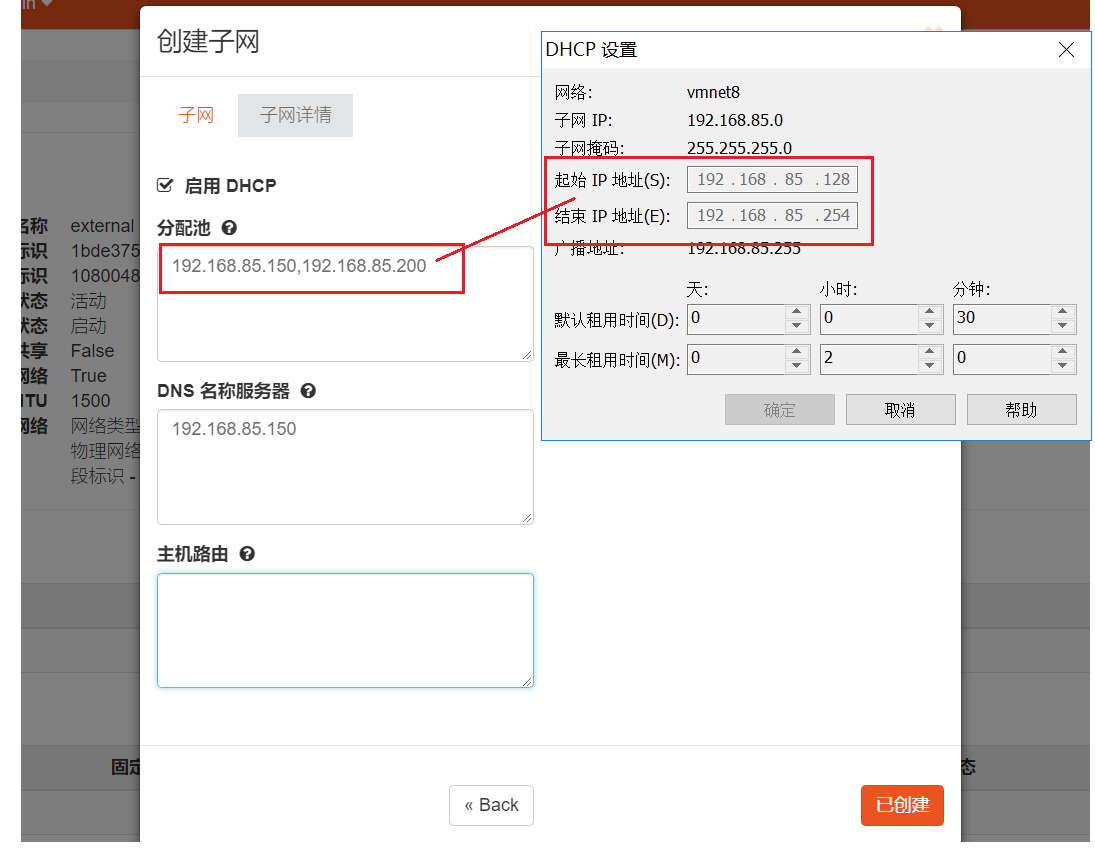 in
创建子网
子网
子网详情
启用 DHCP
分配池
192.168.85.150,192.168.85.200
DNS 名称服务器
192.168.85.150
主机路由
« Back
已创建
DHCP 设置
网络: vmnet8
子网 IP: 192.168.85.0
子网掩码: 255.255.255.0
起始 IP 地址(S): 192 . 168 . 85 . 128
结束 IP 地址(E): 192 . 168 . 85 . 254
广播地址: 192.168.85.255
天: 小时: 分钟:
默认租用时间(D): 0 0 30
最长租用时间(M): 0 2 0
确定 取消 帮助
名称 external
标识 1bde375
标识 1080048
状态 活动
状态 启动
共享 False
网络 True
MTU 1500
网络 网络类型
物理网络
段标识 -
固定
态